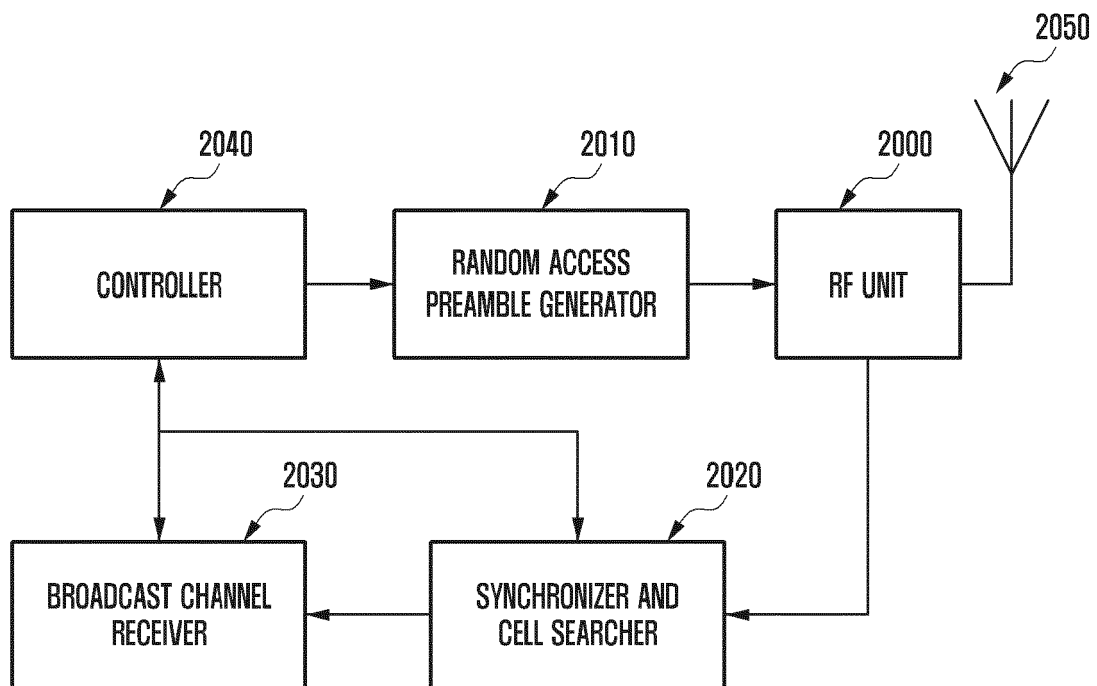 2050
2040
2010
2000
CONTROLLER
RANDOM ACCESS
PREAMBLE GENERATOR
RF UNIT
2030
2020
BROADCAST CHANNEL
RECEIVER
SYNCHRONIZER AND
CELL SEARCHER